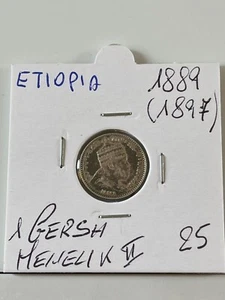 ETIOPIA 1889
(1897)
1 GERSH
MENELIK II 25